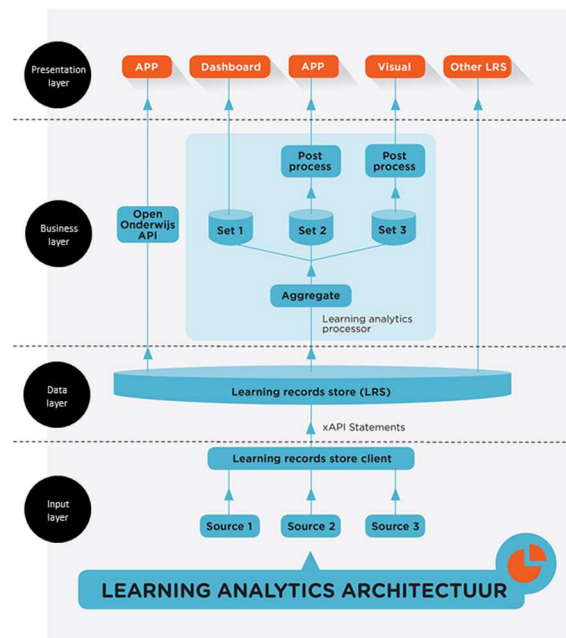 Presentation
layer
APP
Dashboard
APP
Visual
Other LRS
Business
layer
Post
process
Post
process
Open
Onderwijs
API
Set 1
Set 2
Set 3
Aggregate
Learning analytics
processor
Data
layer
Learning records store (LRS)
xAPI Statements
Input
layer
Learning records store client
Source 1
Source 2
Source 3
LEARNING ANALYTICS ARCHITECTUUR